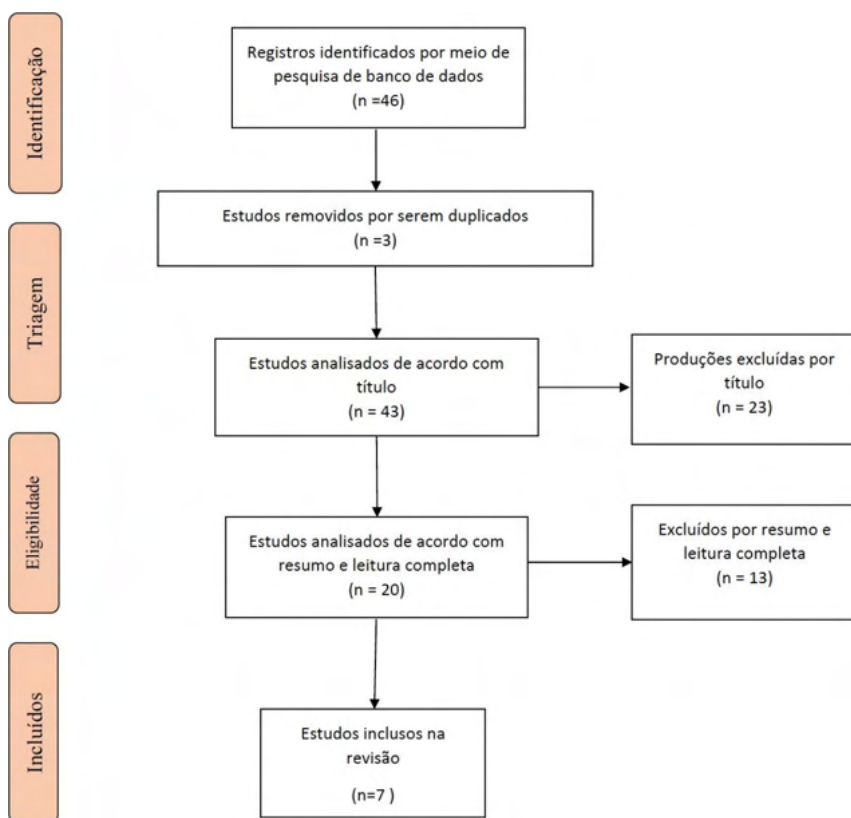 Identificação
Registros identificados por meio de
pesquisa de banco de dados
(n =46)
Estudos removidos por serem duplicados
(n =3)
Triagem
Estudos analisados de acordo com
título
(n = 43)
Produções excluídas por
título
(n = 23)
Eligibilidade
Estudos analisados de acordo com
resumo e leitura completa
(n = 20)
Excluídos por resumo e
leitura completa
(n = 13)
Incluídos
Estudos inclusos na
revisão
(n=7 )